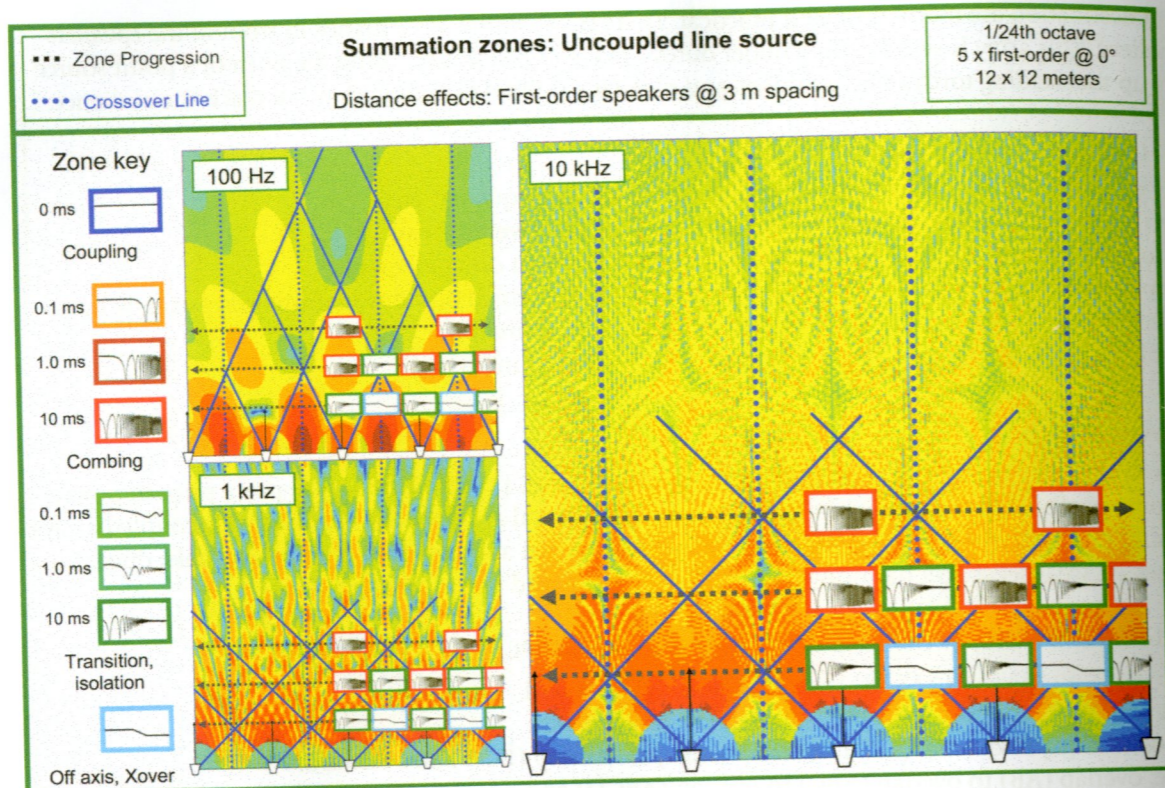 Zone Progression
Crossover Line
Summation zones: Uncoupled line source
Distance effects: First-order speakers @ 3 m spacing
1/24th octave
5 x first-order @ 0°
12 x 12 meters
Zone key
0 ms
Coupling
0.1 ms
1.0 ms
10 ms
Combing
0.1 ms
1.0 ms
10 ms
Transition,
isolation
Off axis, Xover
100 Hz
1 kHz
10 kHz